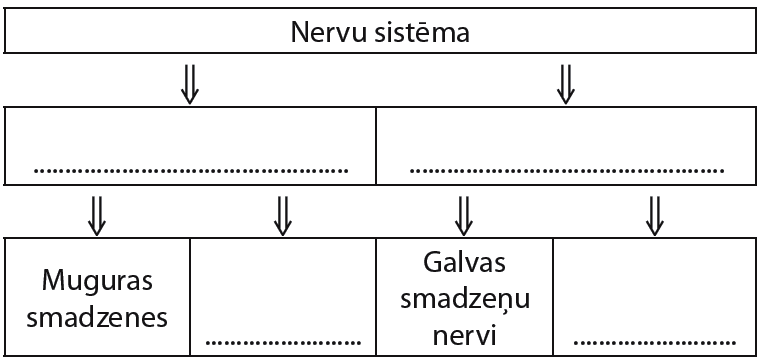 Nervu sistēma
Muguras
smadzenes
Galvas
smadzeņu
nervi